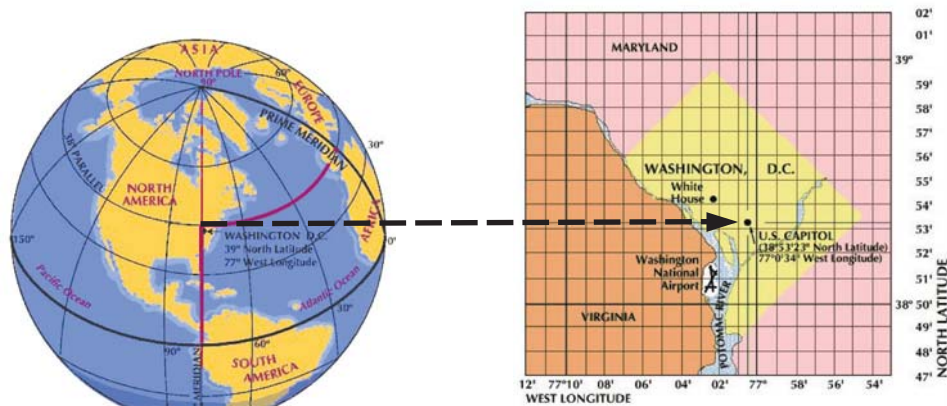 ASIA
NORTH POLE
90°
60°
EUROPE
PRIME MERIDIAN
30°
38° PARALLEL
NORTH
AMERICA
AFRICA
WASHINGTON D.C.
39° North Latitude
77° West Longitude
150°
0°
Pacific Ocean
Atlantic Ocean
30°
90°
60°
MERIDIAN
SOUTH
AMERICA
02'
01'
MARYLAND
39°
58'
57'
56'
55'
WASHINGTON, D.C.
White
House
54'
53'
U.S. CAPITOL
(38°53'23" North Latitude)
77°0'34" West Longitude)
52'
Washington
National
Airport
51'
38° 50'
VIRGINIA
POTOMAC RIVER
49'
48'
47'
NORTH LATITUDE
12' 77°10' 08' 06' 04' 02' 77° 58' 56' 54'
WEST LONGITUDE